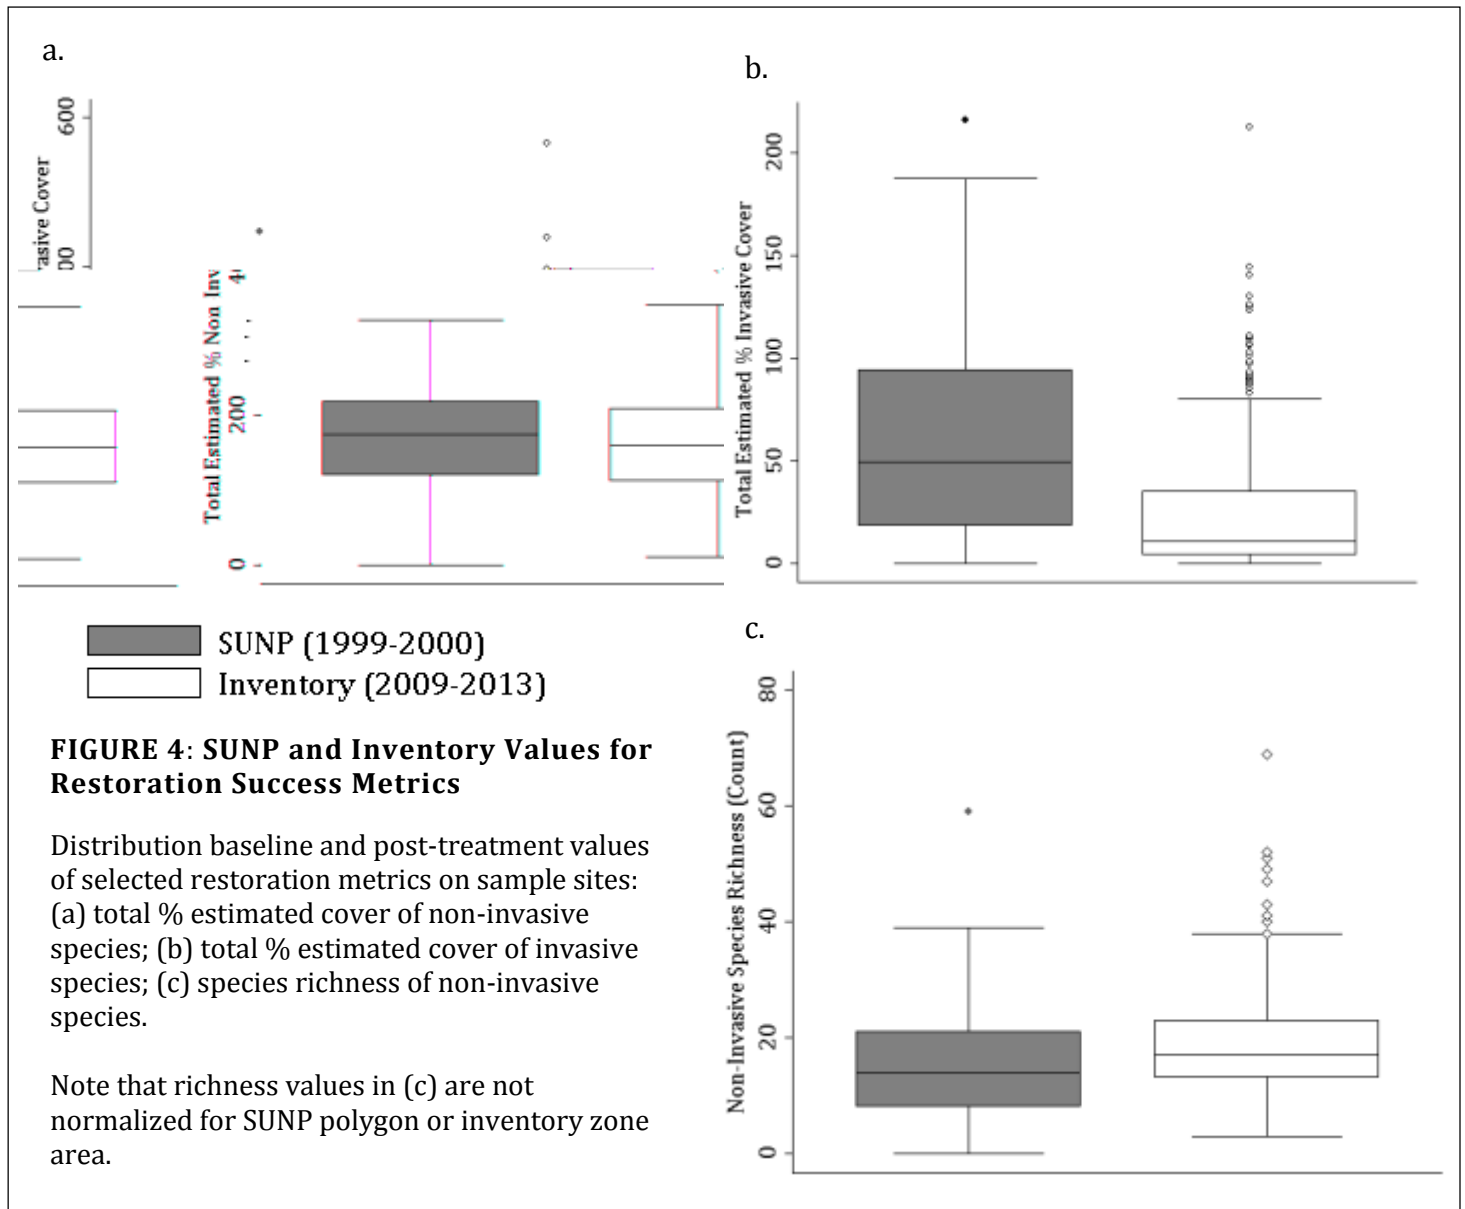 a.
600
asive Cover
00
Total Estimated % Non Inv
200
0
b.
Total Estimated % Invasive Cover
200
150
100
50
0
SUNP (1999-2000)
Inventory (2009-2013)
FIGURE 4: SUNP and Inventory Values for
Restoration Success Metrics
Distribution baseline and post-treatment values
of selected restoration metrics on sample sites:
(a) total % estimated cover of non-invasive
species; (b) total % estimated cover of invasive
species; (c) species richness of non-invasive
species.
Note that richness values in (c) are not
normalized for SUNP polygon or inventory zone
area.
c.
Non-Invasive Species Richness (Count)
80
60
40
20
0